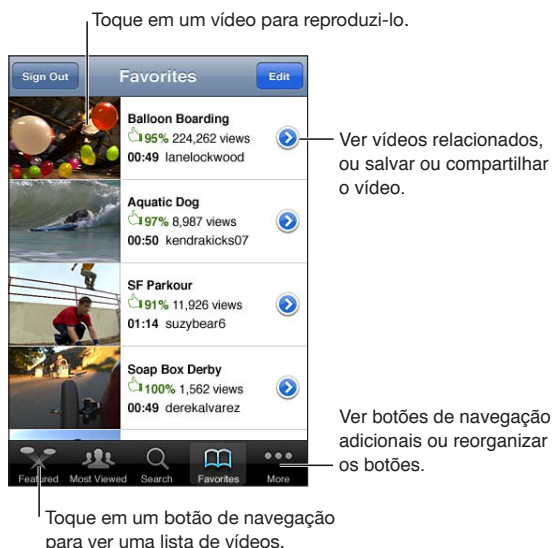 Toque em um vídeo para reproduzi-lo.
Sign Out
Favorites
Edit
Balloon Boarding
95% 224,262 views
00:49 lanelockwood
Ver vídeos relacionados,
ou salvar ou compartilhar
o vídeo.
Aquatic Dog
97% 8,987 views
00:50 kendrakicks07
SF Parkour
91% 11,926 views
01:14 suzybear6
Soap Box Derby
100% 1,562 views
00:49 derekalvarez
Ver botões de navegação
adicionais ou reorganizar
os botões.
Featured
Most Viewed
Search
Favorites
More
Toque em um botão de navegação
para ver uma lista de vídeos.